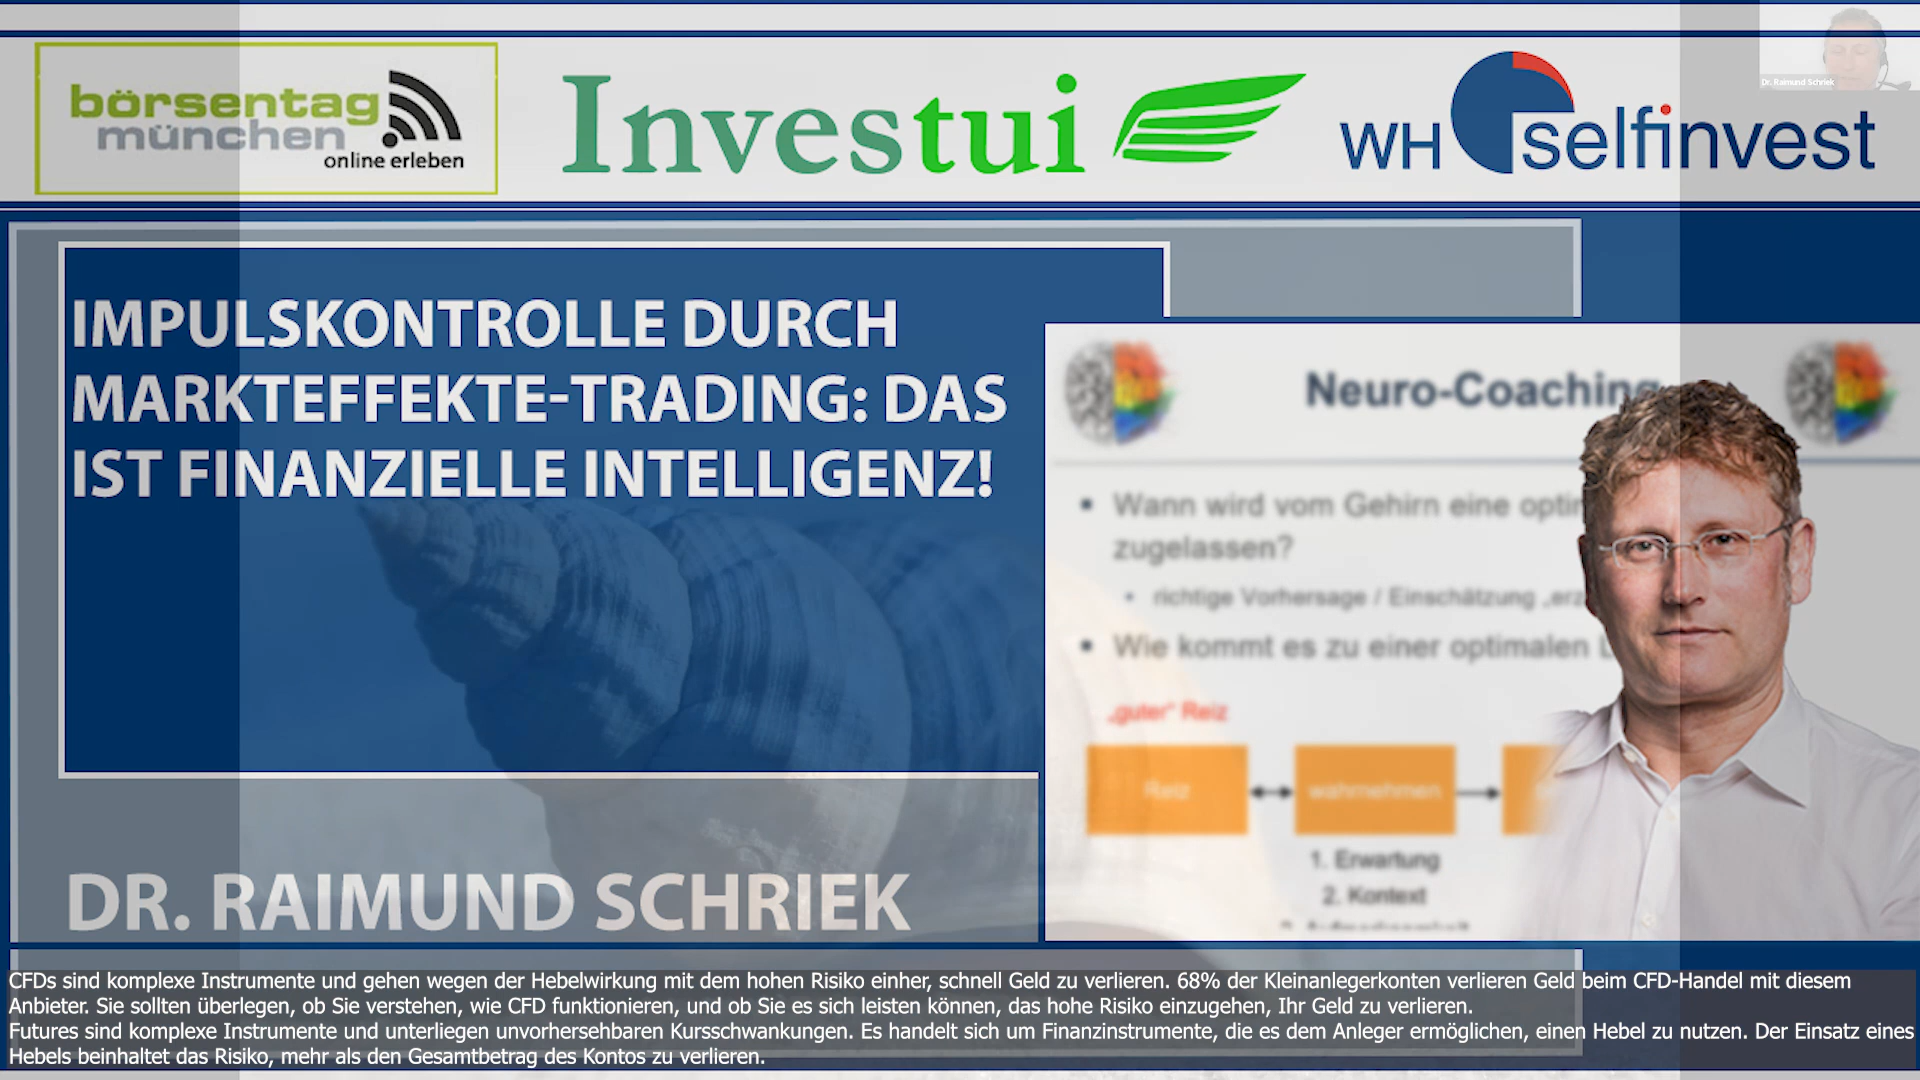 börsentag
münchen
online erleben
Investui
WH selfinvest
Dr. Raimund Schriek
IMPULSKONTROLLE DURCH
MARKTEFFEKTE-TRADING: DAS
IST FINANZIELLE INTELLIGENZ!
DR. RAIMUND SCHRIEK
Neuro-Coaching
▪ Wann wird vom Gehirn eine
zugelassen?
• richtige Vorhersage / Einschätzung
▪ Wie kommt es zu einer optimalen
„guter" Reiz
Reiz
wahrnehmen
1. Erwartung
2. Kontext
CFDs sind komplexe Instrumente und gehen wegen der Hebelwirkung mit dem hohen Risiko einher, schnell Geld zu verlieren. 68% der Kleinanlegerkonten verlieren Geld beim CFD-Handel mit diesem
Anbieter. Sie sollten überlegen, ob Sie verstehen, wie CFD funktionieren, und ob Sie es sich leisten können, das hohe Risiko einzugehen, Ihr Geld zu verlieren.
Futures sind komplexe Instrumente und unterliegen unvorhersehbaren Kursschwankungen. Es handelt sich um Finanzinstrumente, die es dem Anleger ermöglichen, einen Hebel zu nutzen. Der Einsatz eines
Hebels beinhaltet das Risiko, mehr als den Gesamtbetrag des Kontos zu verlieren.